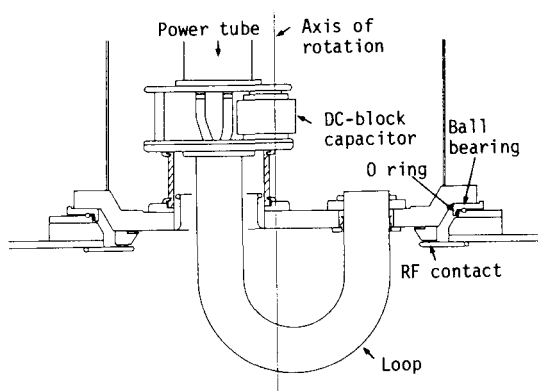 Power tube
Axis of
rotation
DC-block
capacitor
Ball
bearing
O ring
RF contact
Loop